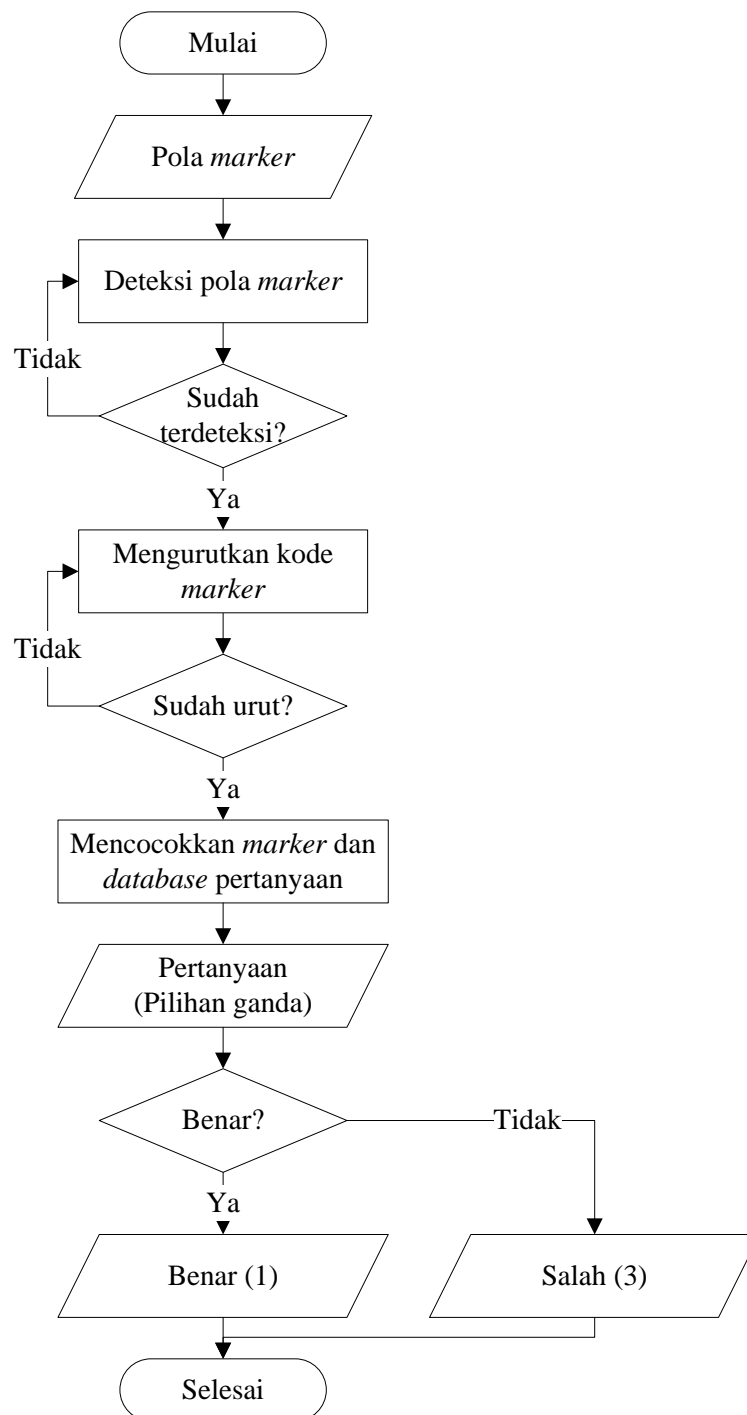 Mulai
Pola marker
Deteksi pola marker
Tidak
Sudah
terdeteksi?
Ya
Mengurutkan kode
marker
Tidak
Sudah urut?
Ya
Mencocokkan marker dan
database pertanyaan
Pertanyaan
(Pilihan ganda)
Benar?
Tidak
Ya
Benar (1)
Salah (3)
Selesai